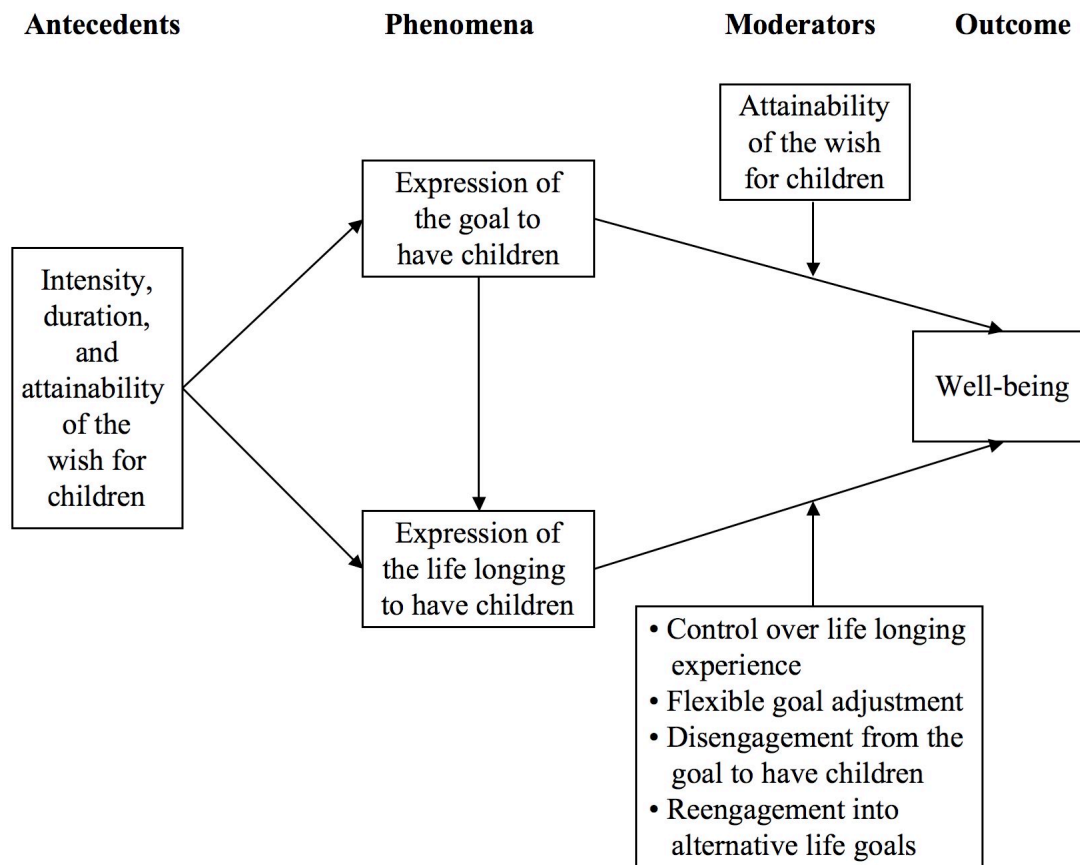 Antecedents Phenomena Moderators Outcome
Attainability
of the wish
for children
Expression of
the goal to
have children
Intensity,
duration,
and
attainability
of the
wish for
children
Well-being
Expression of
the life longing
to have children
• Control over life longing
experience
• Flexible goal adjustment
• Disengagement from the
goal to have children
• Reengagement into
alternative life goals